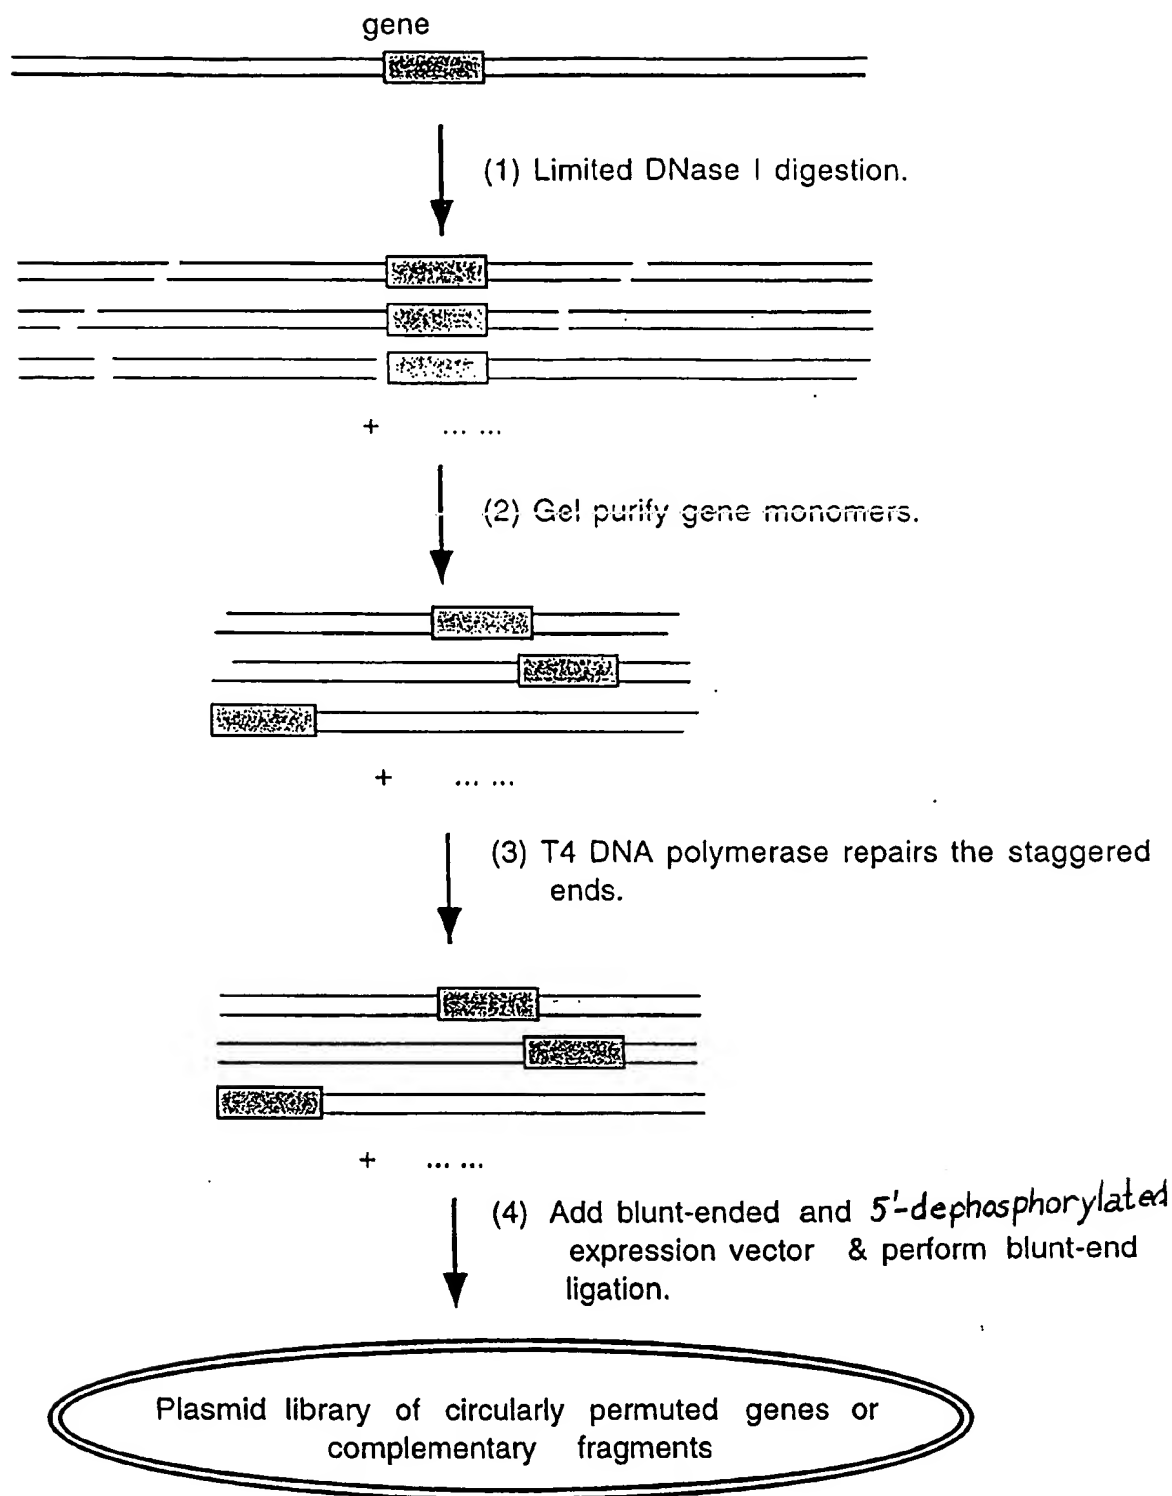 gene
(1) Limited DNase I digestion.
+ ... ...
(2) Gel purify gene monomers.
+ ... ...
(3) T4 DNA polymerase repairs the staggered
ends.
+ ... ...
(4) Add blunt-ended and 5'-dephosphorylated
expression vector & perform blunt-end
ligation.
Plasmid library of circularly permuted genes or
complementary fragments